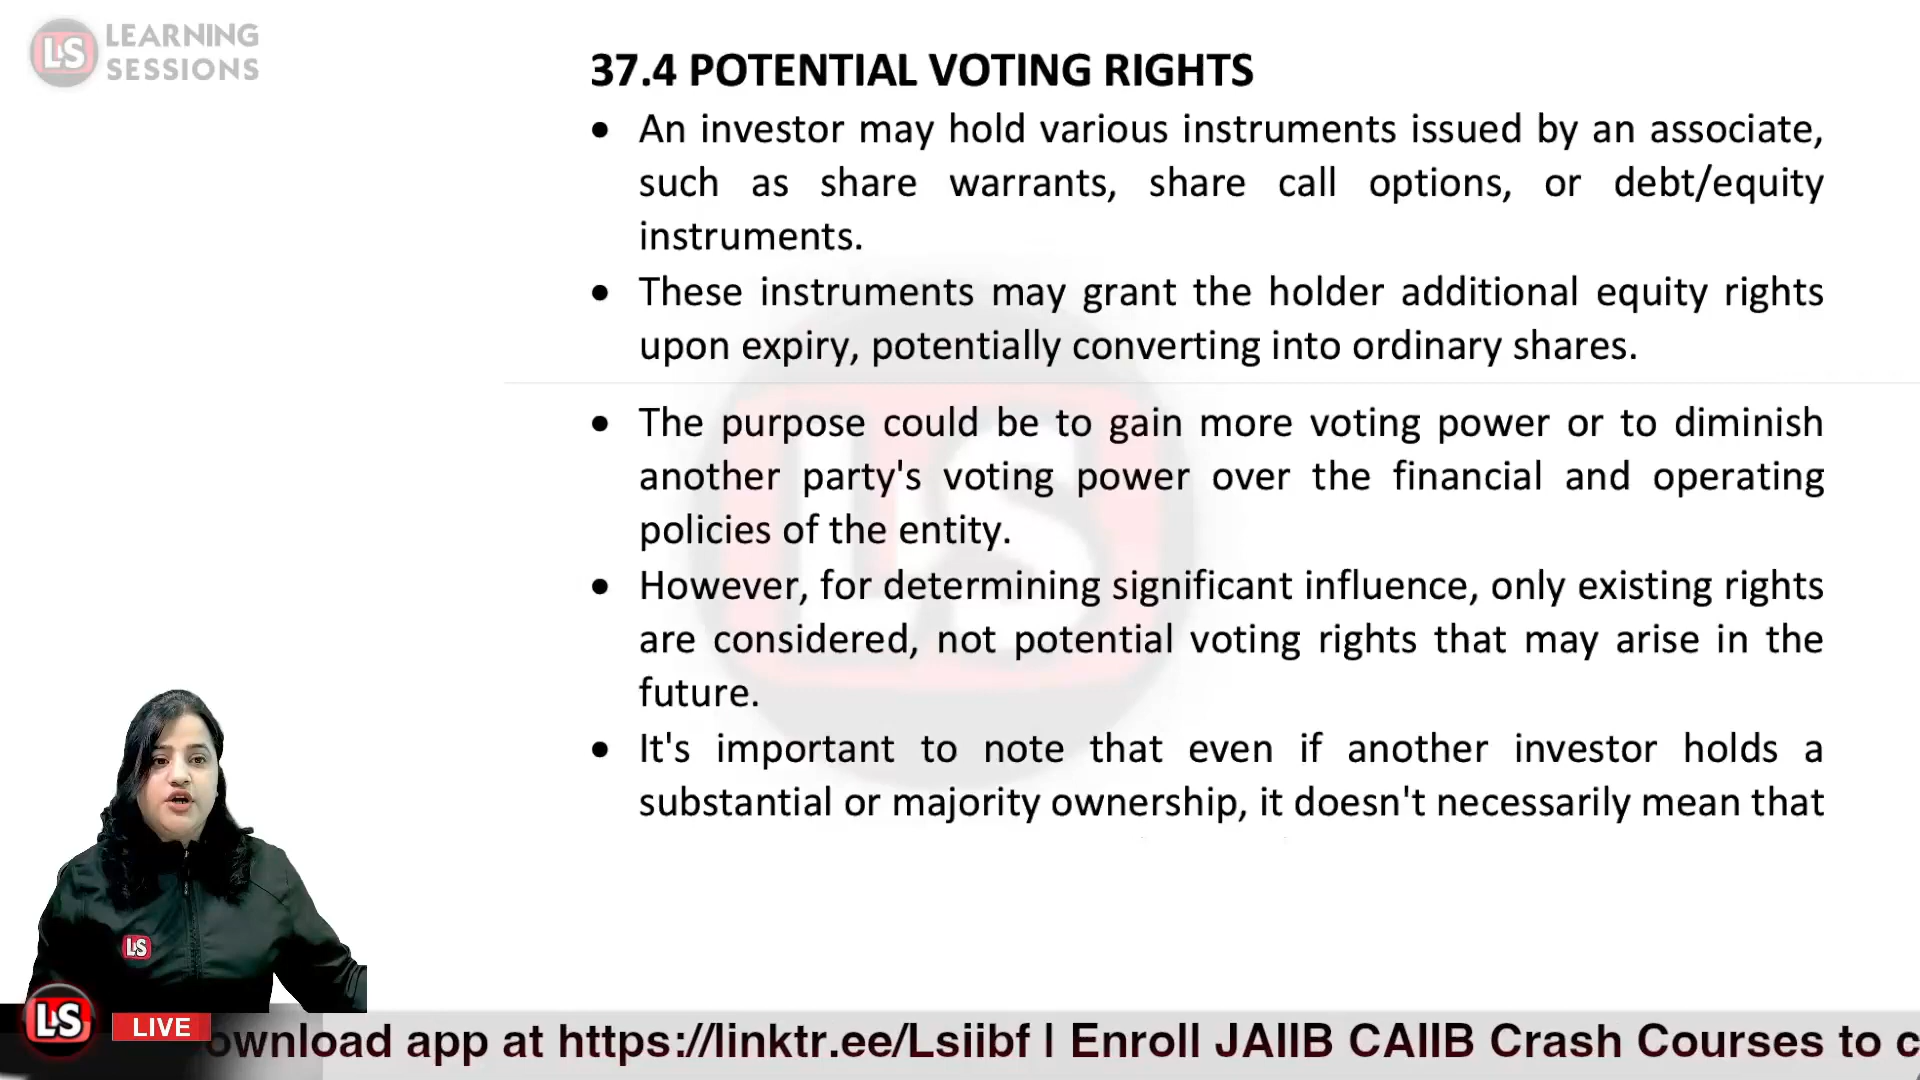 LS LEARNING
SESSIONS
37.4 POTENTIAL VOTING RIGHTS
• An investor may hold various instruments issued by an associate,
such as share warrants, share call options, or debt/equity
instruments.
• These instruments may grant the holder additional equity rights
upon expiry, potentially converting into ordinary shares.
• The purpose could be to gain more voting power or to diminish
another party's voting power over the financial and operating
policies of the entity.
• However, for determining significant influence, only existing rights
are considered, not potential voting rights that may arise in the
future.
• It's important to note that even if another investor holds a
substantial or majority ownership, it doesn't necessarily mean that
LS
LS
LS LIVE ownload app at https://linktr.ee/Lsiibf | Enroll JAIIB CAIIB Crash Courses to c